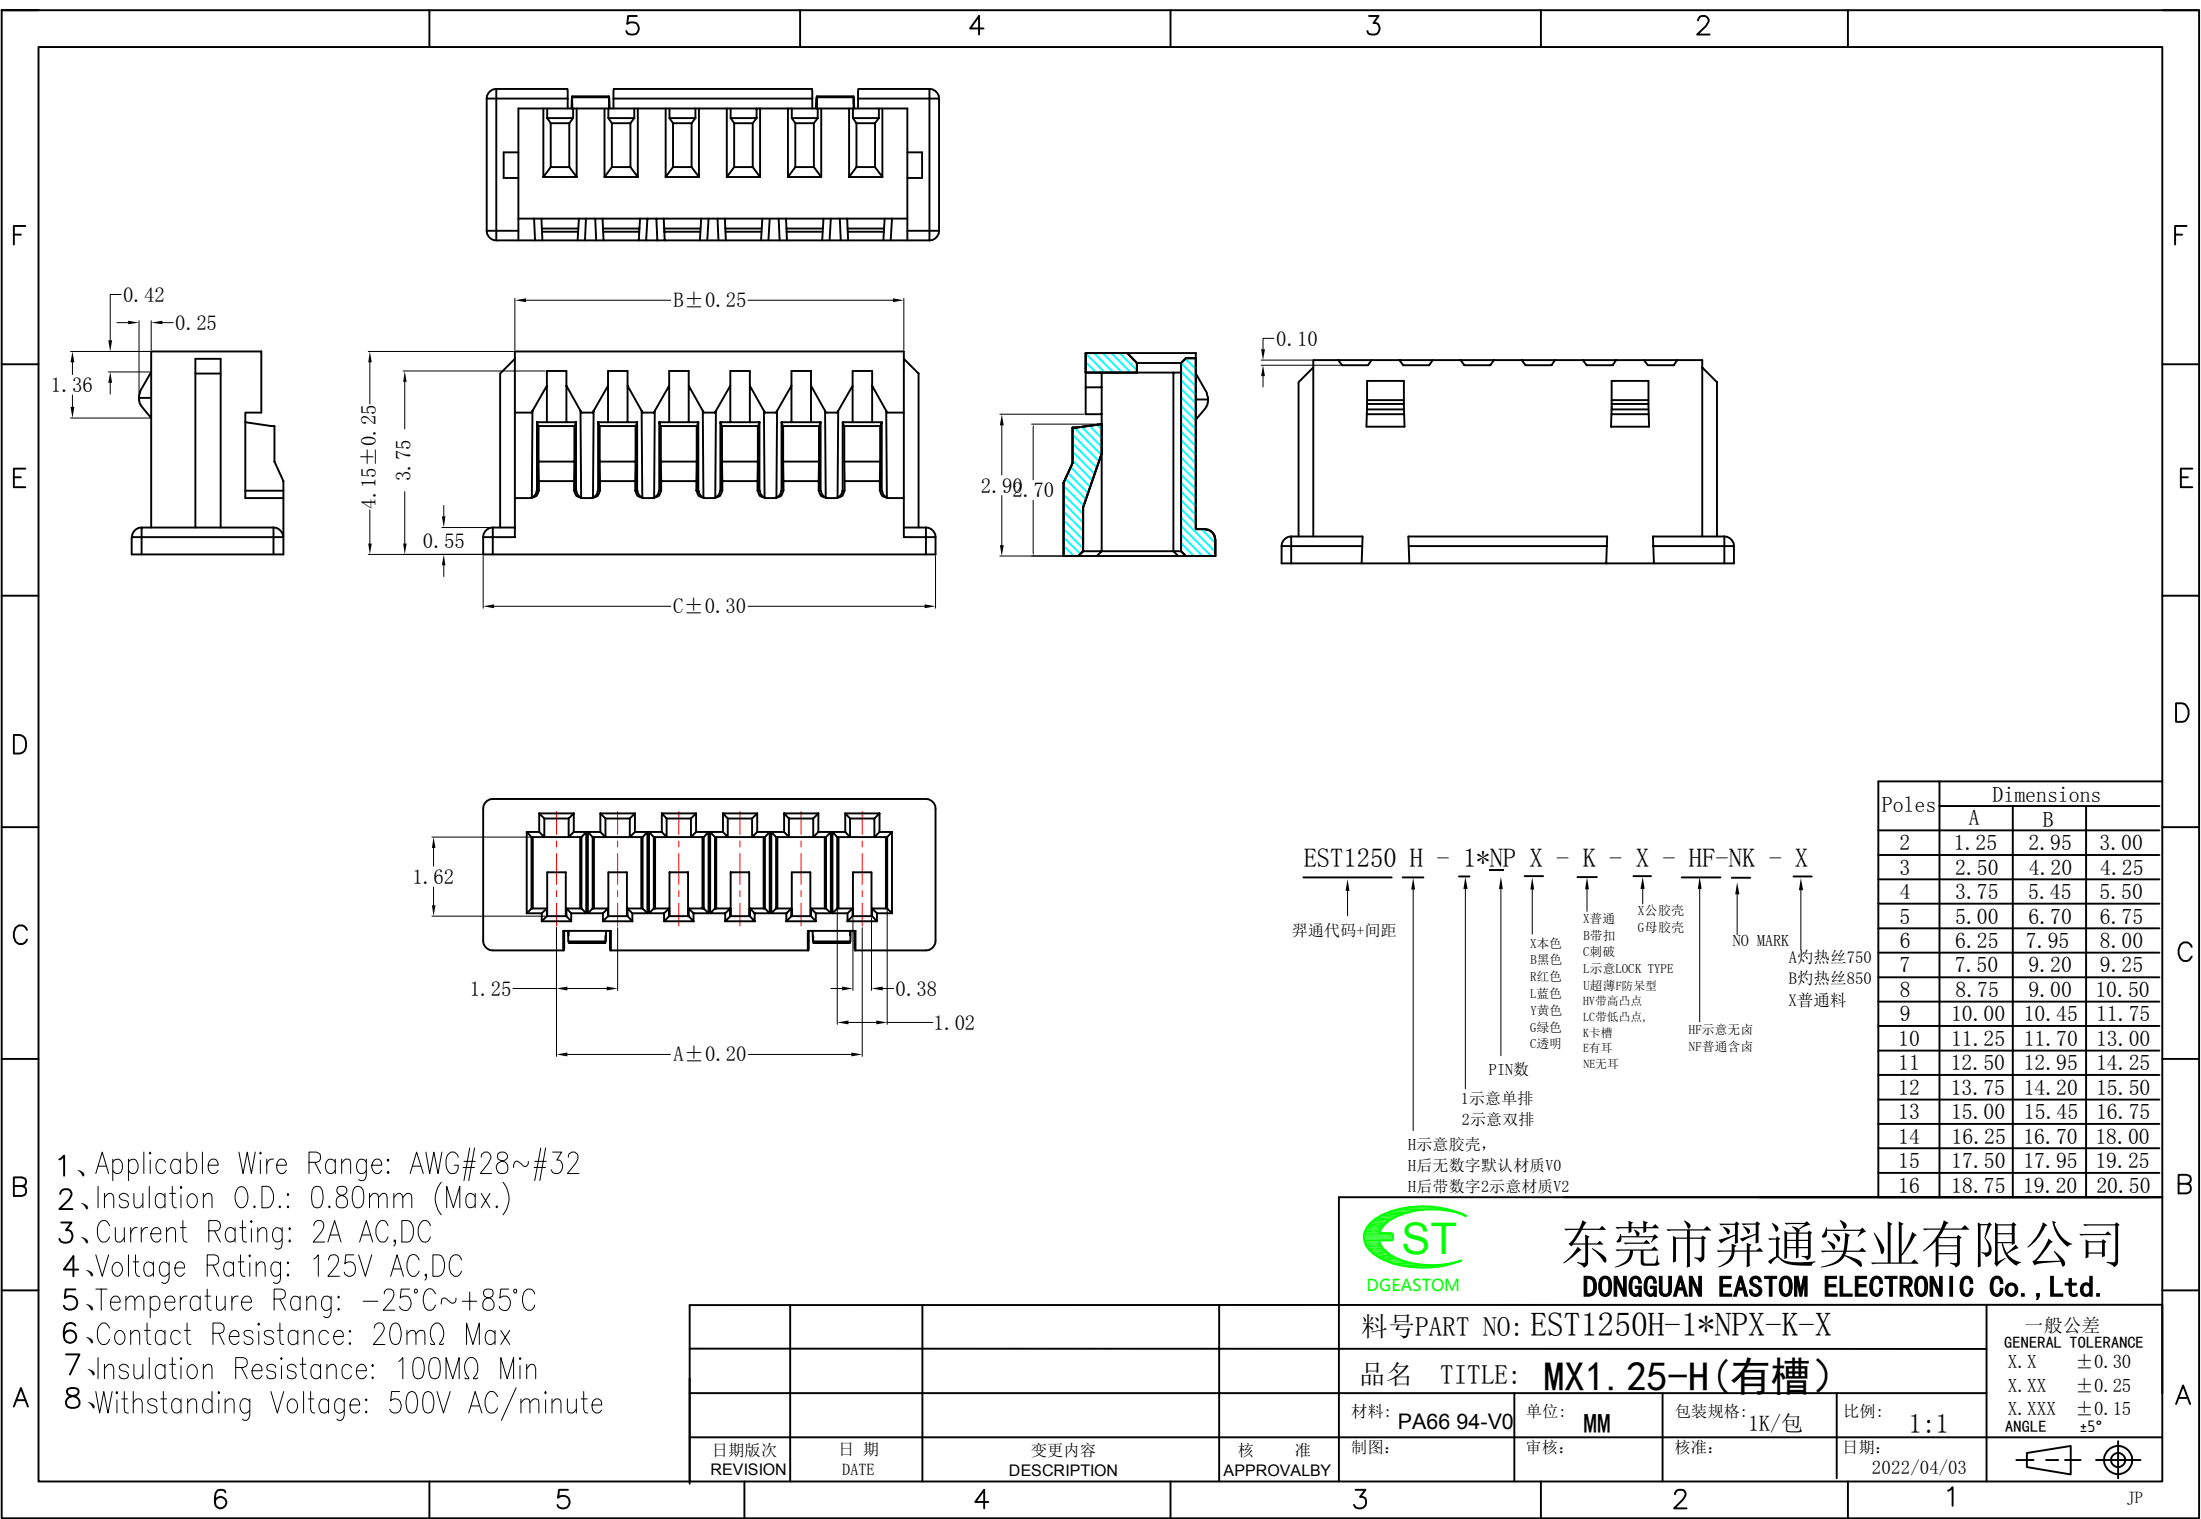 5 4 3 2
F F
E E
D D
C C
B B
A A
0.42
0.25
1.36
B±0.25
4.15±0.25
3.75
0.55
C±0.30
2.90
2.70
0.10
1.62
1.25
0.38
1.02
A±0.20
EST1250 H - 1*NP X - K - X - HF-NK - X
羿通代码+间距
H示意胶壳,
H后无数字默认材质V0
H后带数字2示意材质V2
1示意单排
2示意双排
PIN数
X本色
B黑色
R红色
L蓝色
Y黄色
G绿色
C透明
X普通
B带扣
C刺破
L示意LOCK TYPE
U超薄F防呆型
HV带高凸点
LC带低凸点,
K卡槽
E有耳
NE无耳
X公胶壳
G母胶壳
HF示意无卤
NF普通含卤
NO MARK
A灼热丝750
B灼热丝850
X普通料
Poles Dimensions
A B
2 1.25 2.95 3.00
3 2.50 4.20 4.25
4 3.75 5.45 5.50
5 5.00 6.70 6.75
6 6.25 7.95 8.00
7 7.50 9.20 9.25
8 8.75 9.00 10.50
9 10.00 10.45 11.75
10 11.25 11.70 13.00
11 12.50 12.95 14.25
12 13.75 14.20 15.50
13 15.00 15.45 16.75
14 16.25 16.70 18.00
15 17.50 17.95 19.25
16 18.75 19.20 20.50
1、Applicable Wire Range: AWG#28~#32
2、Insulation O.D.: 0.80mm (Max.)
3、Current Rating: 2A AC,DC
4、Voltage Rating: 125V AC,DC
5、Temperature Rang: -25°C~+85°C
6、Contact Resistance: 20mΩ Max
7、Insulation Resistance: 100MΩ Min
8、Withstanding Voltage: 500V AC/minute
EST
DGEASTOM
东莞市羿通实业有限公司
DONGGUAN EASTOM ELECTRONIC Co.,Ltd.
料号PART NO: EST1250H-1*NPX-K-X
品名 TITLE: MX1.25-H(有槽)
材料: PA66 94-V0 单位: MM 包装规格: 1K/包 比例: 1:1
制图: 审核: 核准: 日期: 2022/04/03
一般公差
GENERAL TOLERANCE
X.X ±0.30
X.XX ±0.25
X.XXX ±0.15
ANGLE ±5°
日期版次 日 期 变更内容 核 准
REVISION DATE DESCRIPTION APPROVALBY
6 5 4 3 2 1 JP